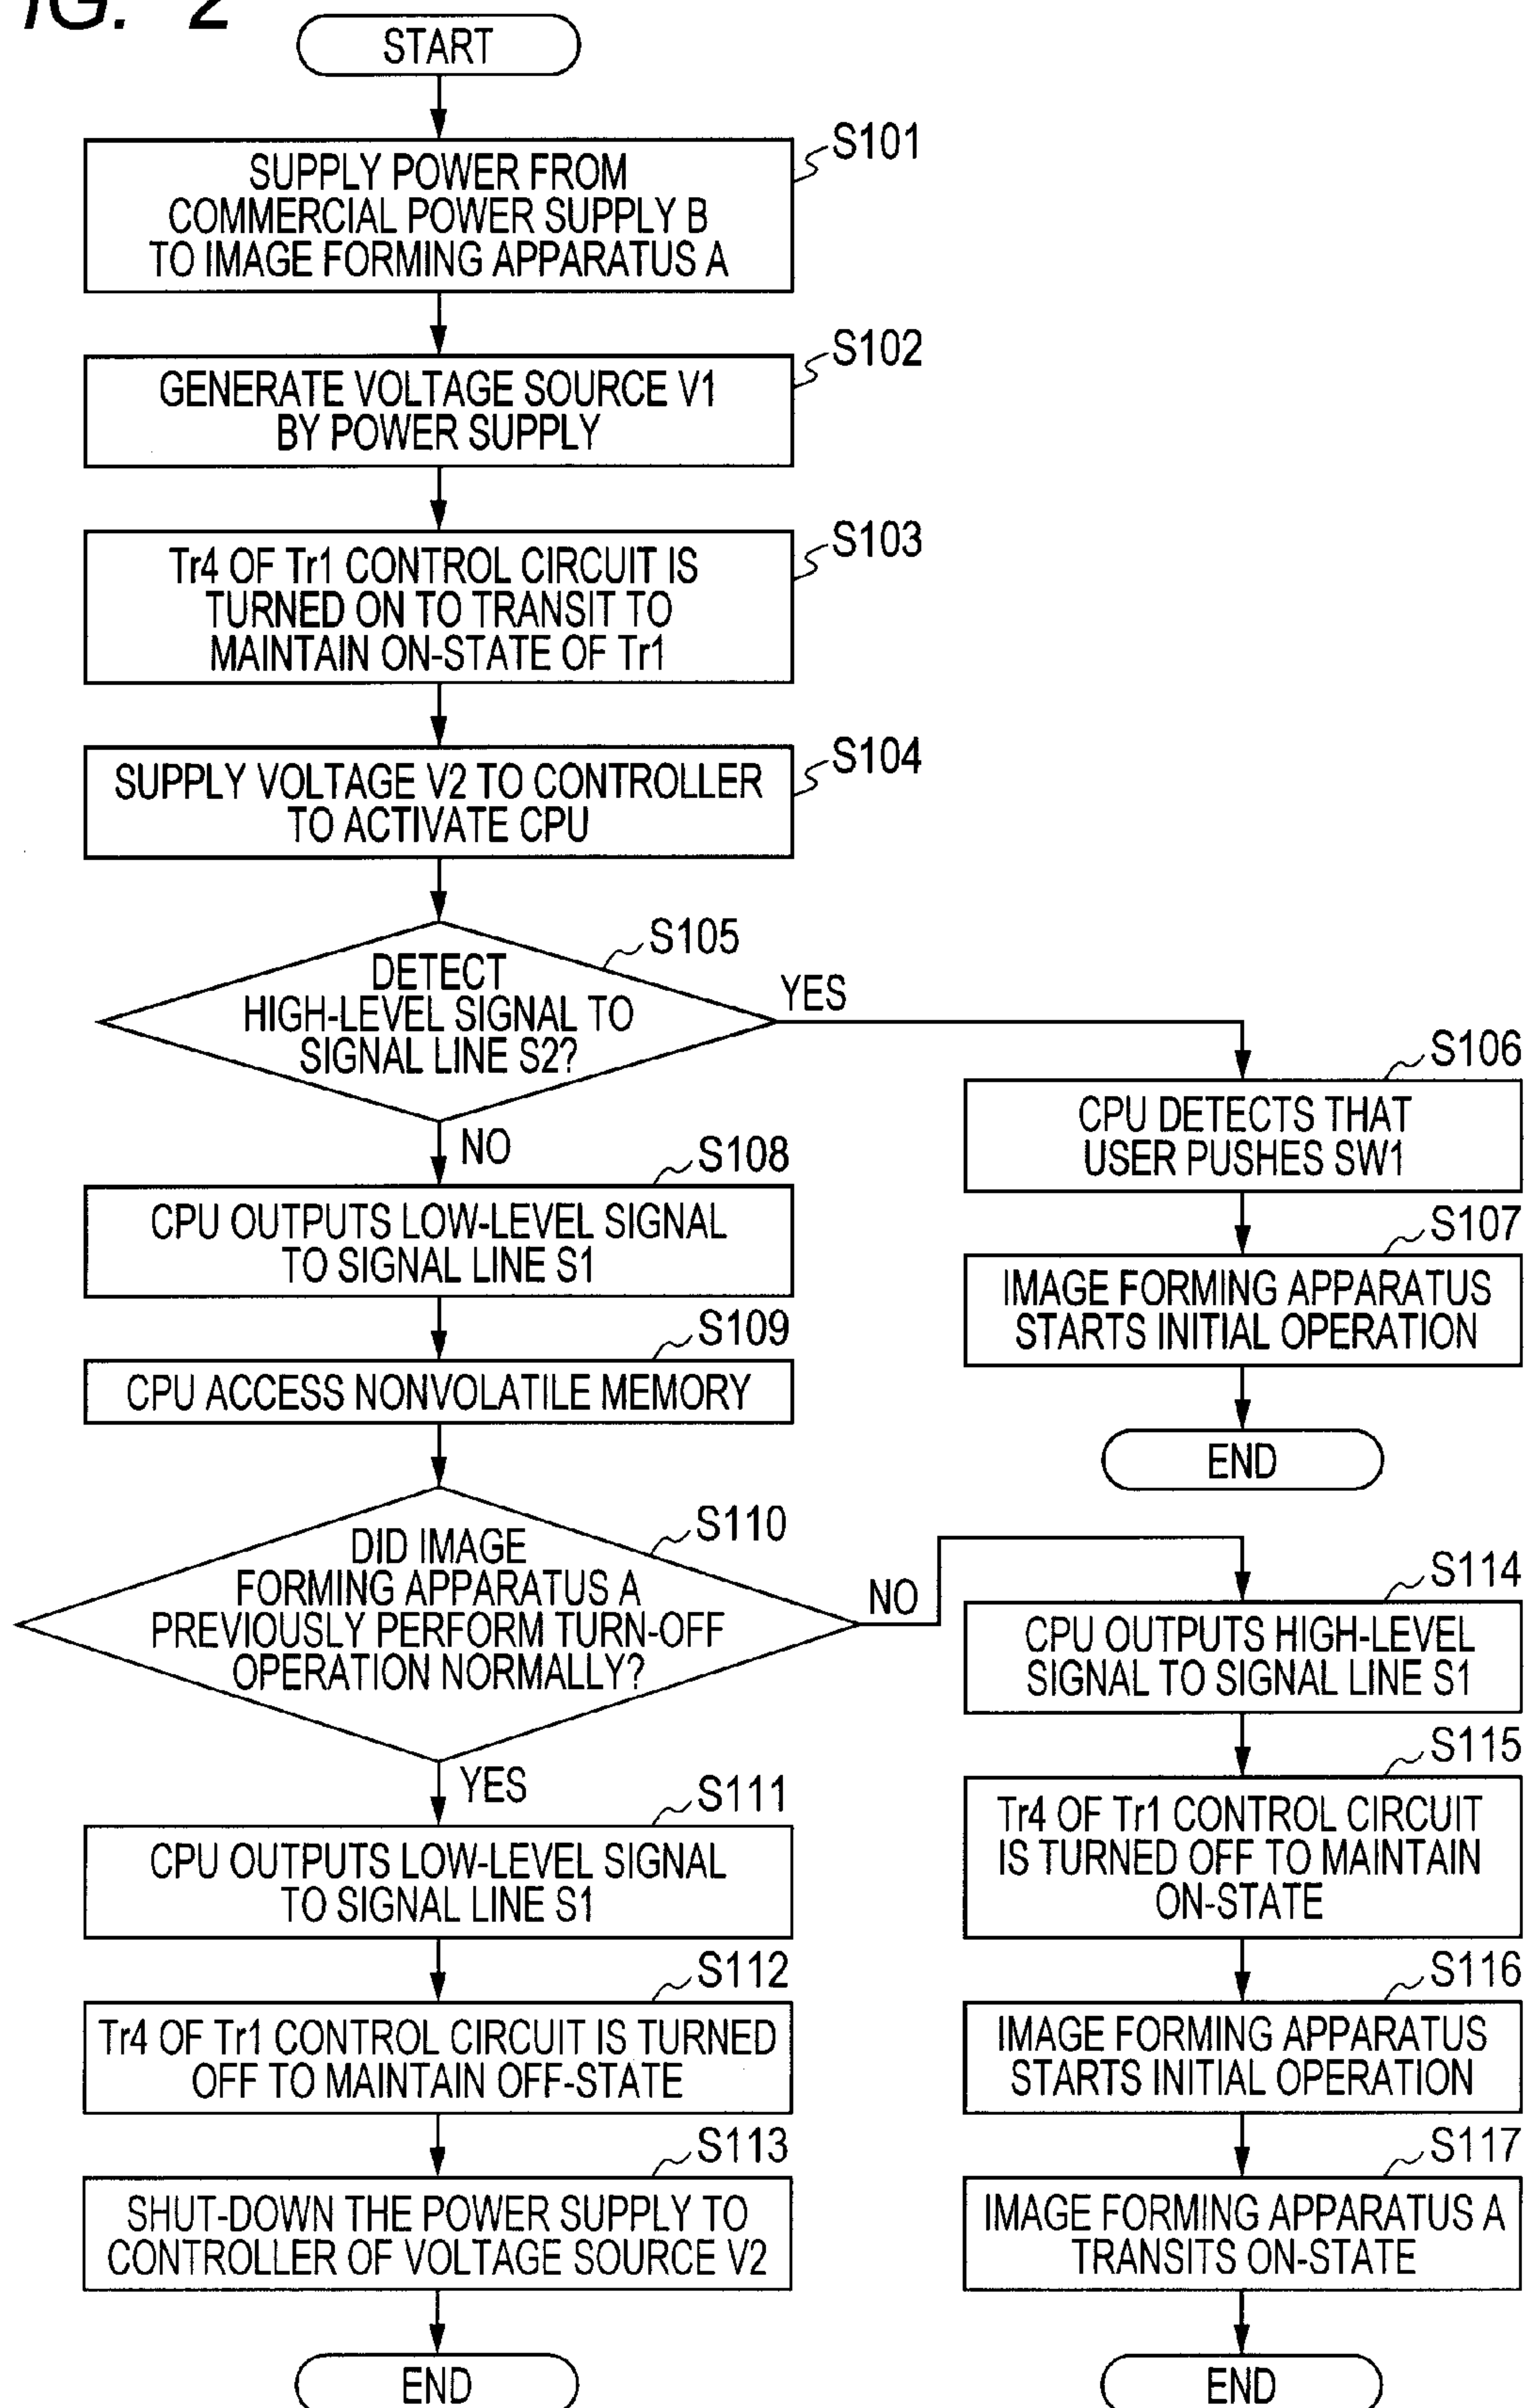 IG. 2
START
S101
SUPPLY POWER FROM
COMMERCIAL POWER SUPPLY B
TO IMAGE FORMING APPARATUS A
S102
GENERATE VOLTAGE SOURCE V1
BY POWER SUPPLY
S103
Tr4 OF Tr1 CONTROL CIRCUIT IS
TURNED ON TO TRANSIT TO
MAINTAIN ON-STATE OF Tr1
S104
SUPPLY VOLTAGE V2 TO CONTROLLER
TO ACTIVATE CPU
S105
DETECT
HIGH-LEVEL SIGNAL TO
SIGNAL LINE S2?
YES
S106
CPU DETECTS THAT
USER PUSHES SW1
S107
IMAGE FORMING APPARATUS
STARTS INITIAL OPERATION
END
NO
S108
CPU OUTPUTS LOW-LEVEL SIGNAL
TO SIGNAL LINE S1
S109
CPU ACCESS NONVOLATILE MEMORY
S110
DID IMAGE
FORMING APPARATUS A
PREVIOUSLY PERFORM TURN-OFF
OPERATION NORMALLY?
NO
S114
CPU OUTPUTS HIGH-LEVEL
SIGNAL TO SIGNAL LINE S1
S115
Tr4 OF Tr1 CONTROL CIRCUIT
IS TURNED OFF TO MAINTAIN
ON-STATE
S116
IMAGE FORMING APPARATUS
STARTS INITIAL OPERATION
S117
IMAGE FORMING APPARATUS A
TRANSITS ON-STATE
END
YES
S111
CPU OUTPUTS LOW-LEVEL SIGNAL
TO SIGNAL LINE S1
S112
Tr4 OF Tr1 CONTROL CIRCUIT IS TURNED
OFF TO MAINTAIN OFF-STATE
S113
SHUT-DOWN THE POWER SUPPLY TO
CONTROLLER OF VOLTAGE SOURCE V2
END